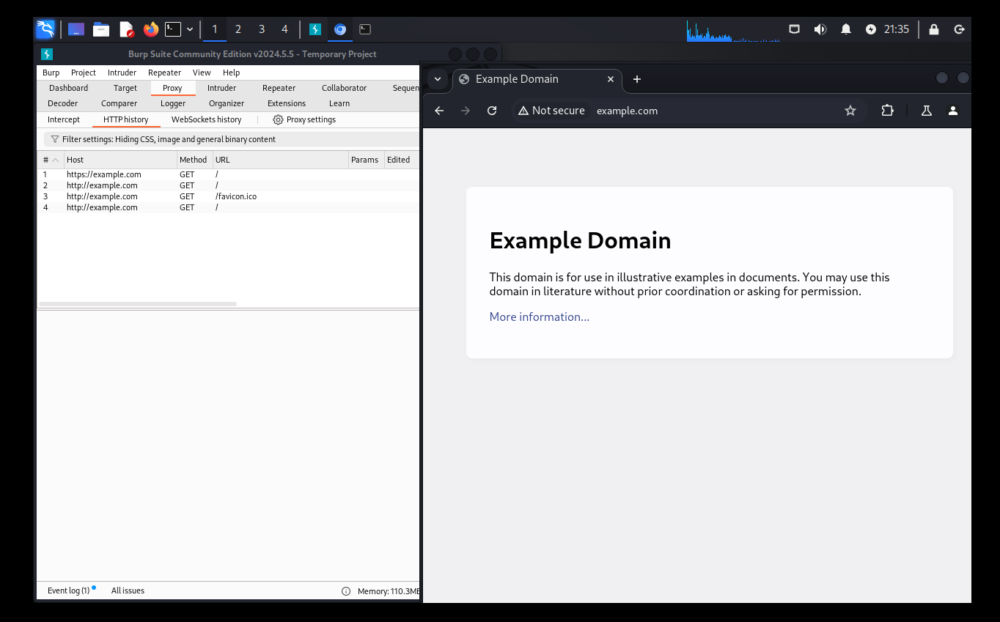 1 2 3 4 21:35
Burp Suite Community Edition v2024.5.5 - Temporary Project
Burp Project Intruder Repeater View Help
Dashboard Target Proxy Intruder Repeater Collaborator Sequen
Decoder Comparer Logger Organizer Extensions Learn
Intercept HTTP history WebSockets history Proxy settings
Filter settings: Hiding CSS, image and general binary content
# Host Method URL Params Edited
1 https://example.com GET /
2 http://example.com GET /
3 http://example.com GET /favicon.ico
4 http://example.com GET /
Event log (1) All issues Memory: 110.3MB
Example Domain
Not secure example.com
Example Domain
This domain is for use in illustrative examples in documents. You may use this
domain in literature without prior coordination or asking for permission.
More information...